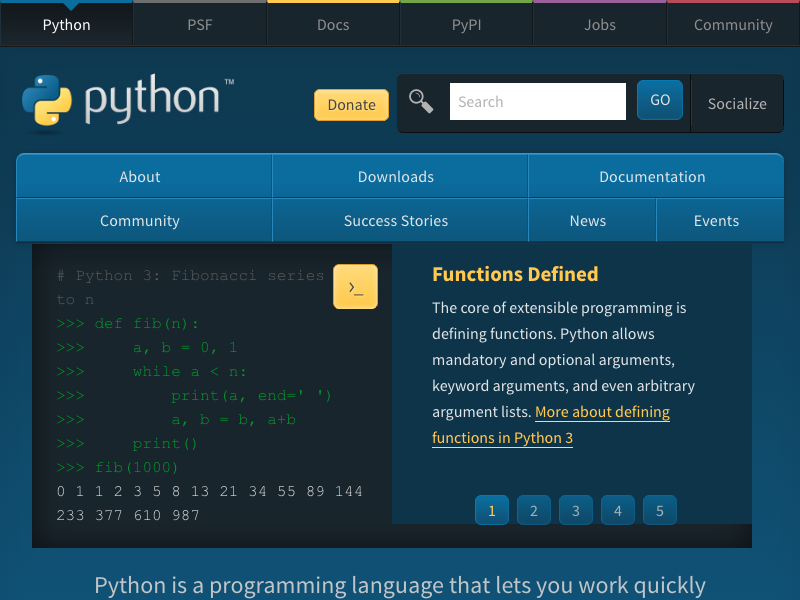 Python PSF Docs PyPI Jobs Community
python™ Donate Search GO Socialize
About Downloads Documentation
Community Success Stories News Events
# Python 3: Fibonacci series
to n
>>> def fib(n):
>>>     a, b = 0, 1
>>>     while a < n:
>>>         print(a, end=' ')
>>>         a, b = b, a+b
>>>     print()
>>> fib(1000)
0 1 1 2 3 5 8 13 21 34 55 89 144
233 377 610 987
>_
Functions Defined
The core of extensible programming is
defining functions. Python allows
mandatory and optional arguments,
keyword arguments, and even arbitrary
argument lists. More about defining
functions in Python 3
1 2 3 4 5
Python is a programming language that lets you work quickly